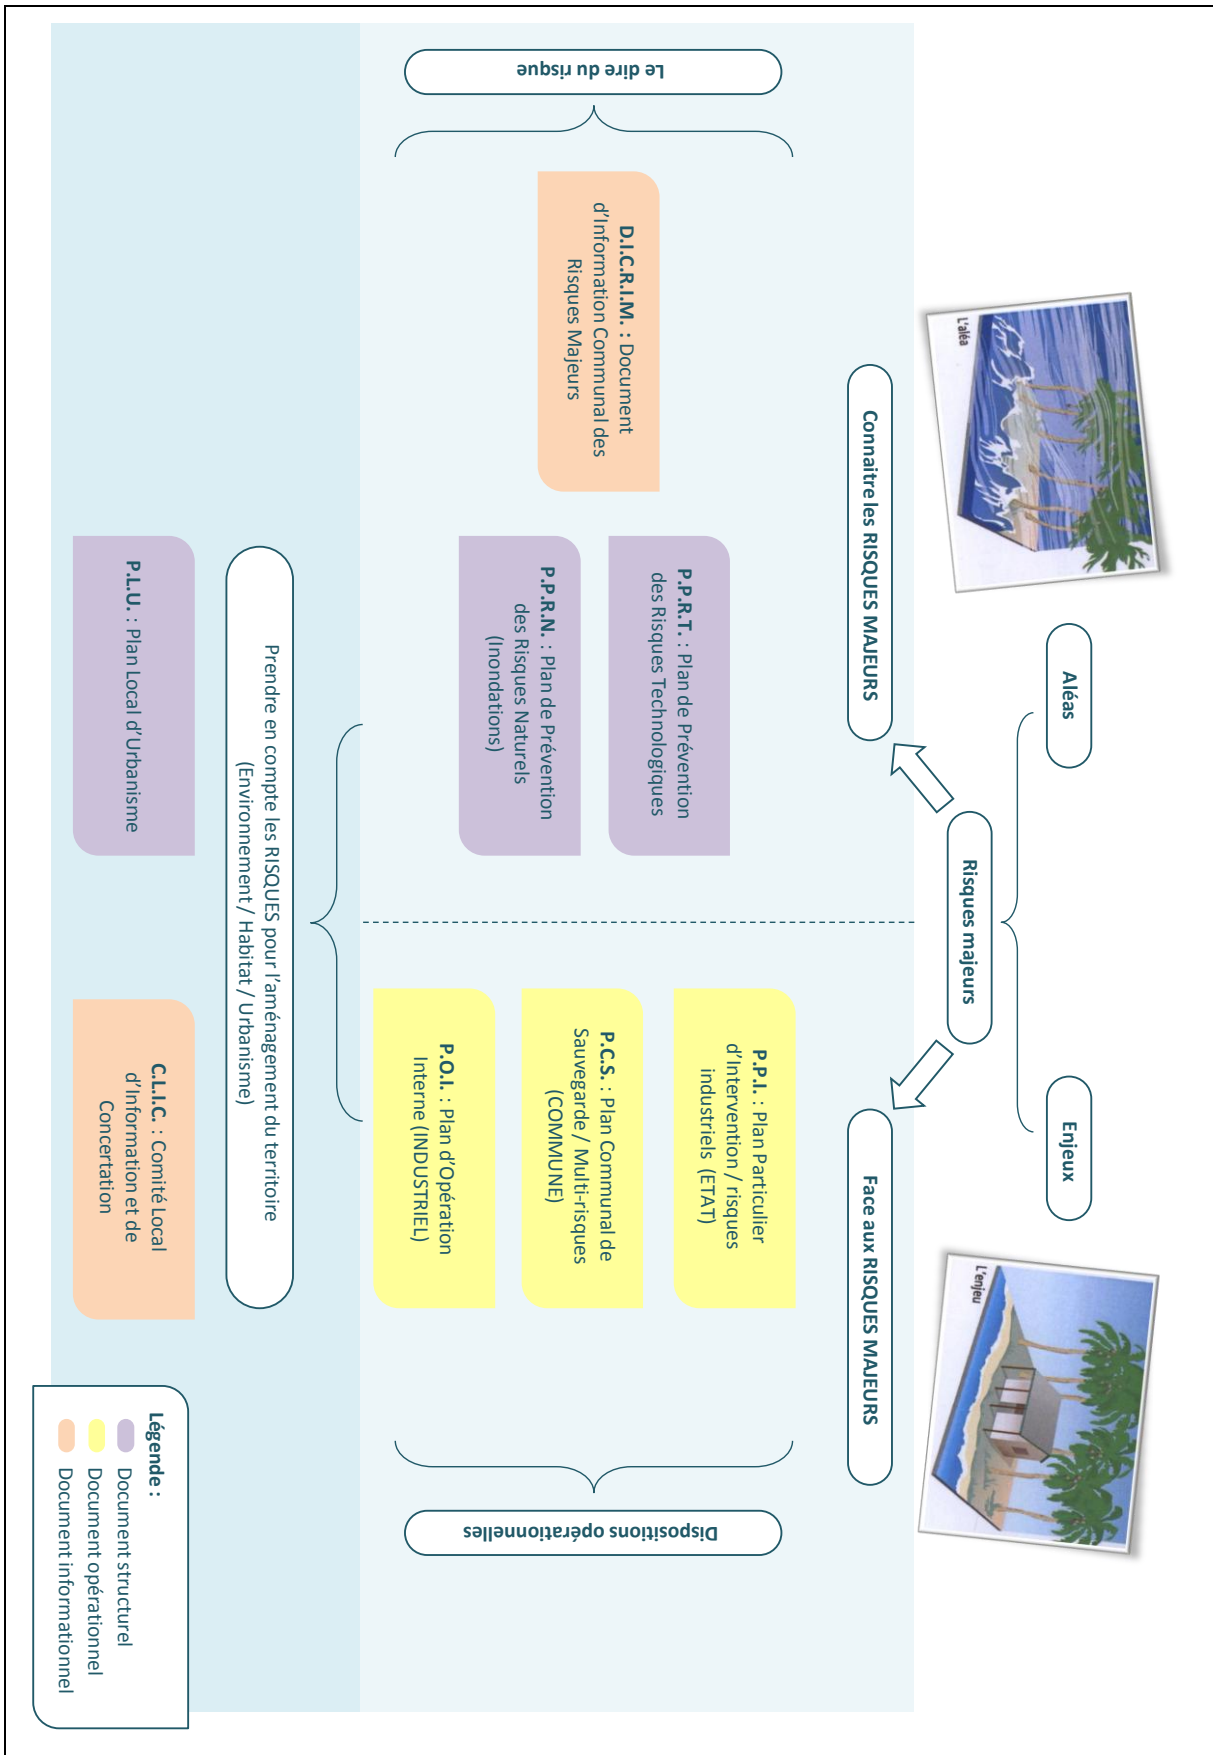 L'aléa
Aléas
Enjeux
L'enjeu
Risques majeurs
Connaitre les RISQUES MAJEURS
Face aux RISQUES MAJEURS
Le dire du risque
D.I.C.R.I.M. : Document
d'Information Communal des
Risques Majeurs
P.P.R.T. : Plan de Prévention
des Risques Technologiques
P.P.R.N. : Plan de Prévention
des Risques Naturels
(Inondations)
P.P.I. : Plan Particulier
d'Intervention / risques
industriels (ETAT)
P.C.S. : Plan Communal de
Sauvegarde / Multi-risques
(COMMUNE)
P.O.I. : Plan d'Opération
Interne (INDUSTRIEL)
Dispositions opérationnelles
Prendre en compte les RISQUES pour l'aménagement du territoire
(Environnement / Habitat / Urbanisme)
P.L.U. : Plan Local d'Urbanisme
C.L.I.C. : Comité Local
d'Information et de
Concertation
Légende :
Document structurel
Document opérationnel
Document informationnel